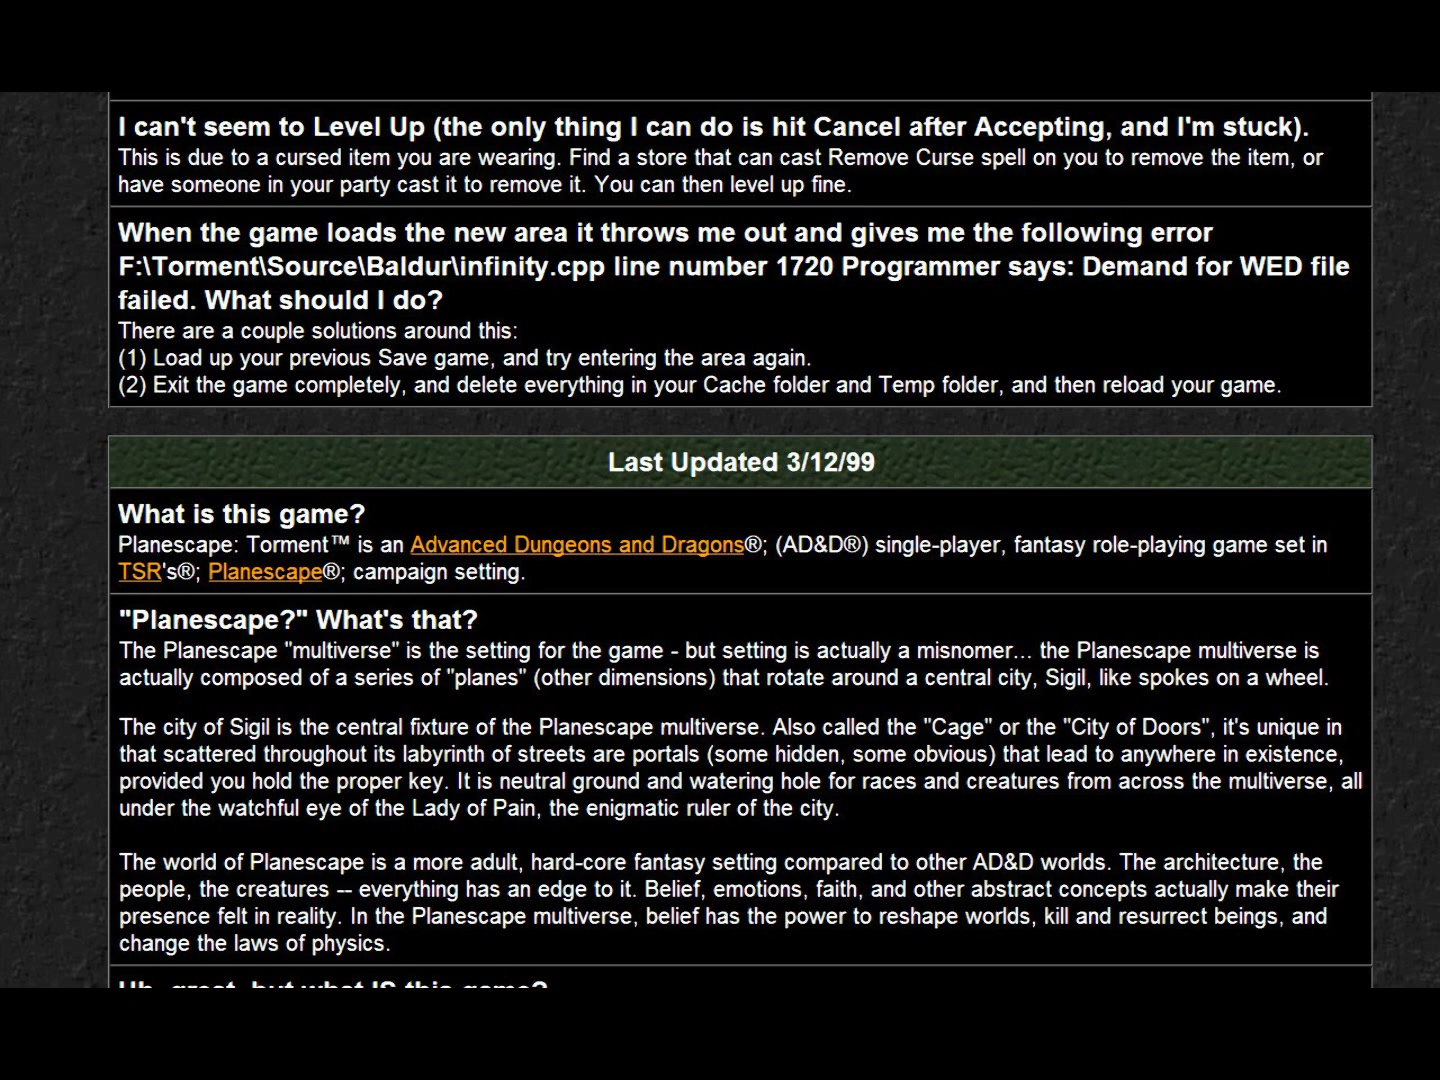 I can't seem to Level Up (the only thing I can do is hit Cancel after Accepting, and I'm stuck).
This is due to a cursed item you are wearing. Find a store that can cast Remove Curse spell on you to remove the item, or
have someone in your party cast it to remove it. You can then level up fine.
When the game loads the new area it throws me out and gives me the following error
F:\Torment\Source\Baldur\infinity.cpp line number 1720 Programmer says: Demand for WED file
failed. What should I do?
There are a couple solutions around this:
(1) Load up your previous Save game, and try entering the area again.
(2) Exit the game completely, and delete everything in your Cache folder and Temp folder, and then reload your game.
Last Updated 3/12/99
What is this game?
Planescape: Torment™ is an Advanced Dungeons and Dragons®; (AD&D®) single-player, fantasy role-playing game set in
TSR's®; Planescape®; campaign setting.
"Planescape?" What's that?
The Planescape "multiverse" is the setting for the game - but setting is actually a misnomer... the Planescape multiverse is
actually composed of a series of "planes" (other dimensions) that rotate around a central city, Sigil, like spokes on a wheel.
The city of Sigil is the central fixture of the Planescape multiverse. Also called the "Cage" or the "City of Doors", it's unique in
that scattered throughout its labyrinth of streets are portals (some hidden, some obvious) that lead to anywhere in existence,
provided you hold the proper key. It is neutral ground and watering hole for races and creatures from across the multiverse, all
under the watchful eye of the Lady of Pain, the enigmatic ruler of the city.
The world of Planescape is a more adult, hard-core fantasy setting compared to other AD&D worlds. The architecture, the
people, the creatures -- everything has an edge to it. Belief, emotions, faith, and other abstract concepts actually make their
presence felt in reality. In the Planescape multiverse, belief has the power to reshape worlds, kill and resurrect beings, and
change the laws of physics.
Uh, great, but what IS this game?